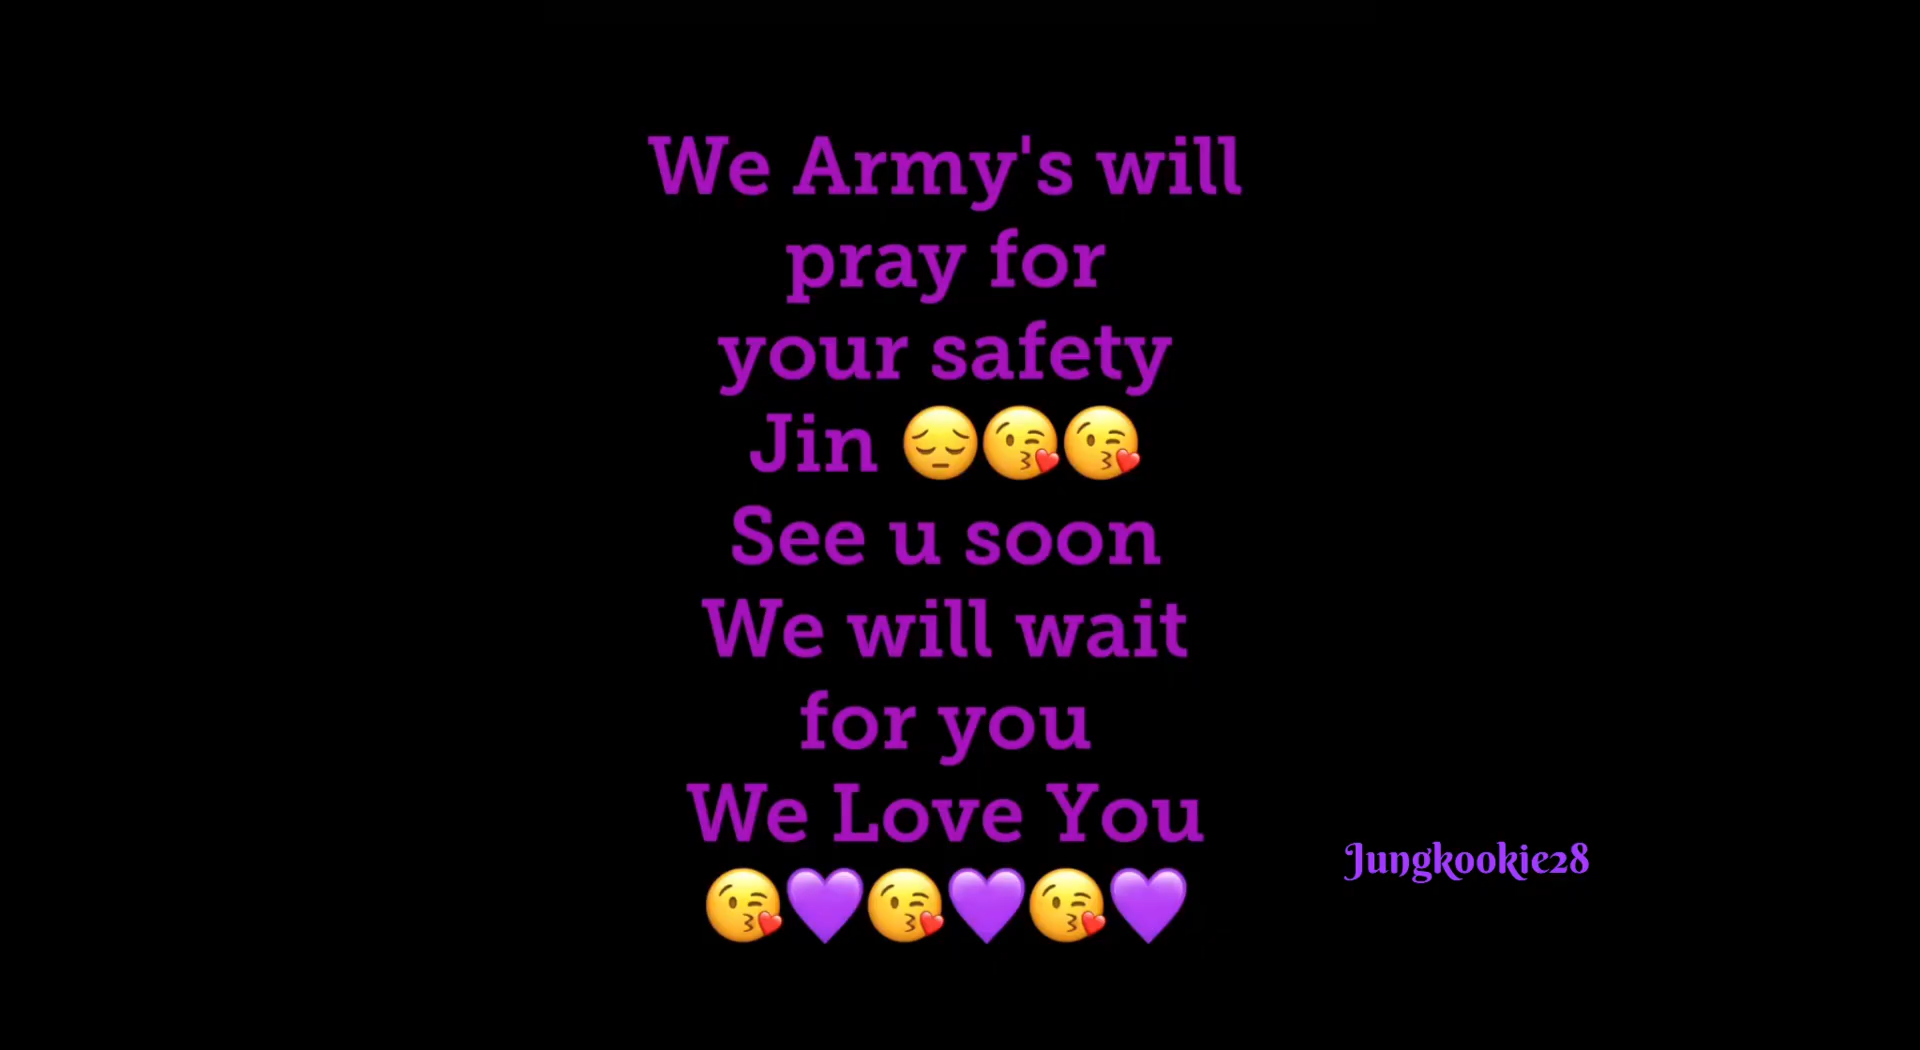 We Army's will
pray for
your safety
Jin 😔😘😘
See u soon
We will wait
for you
We Love You
😘💜😘💜😘💜
Jungkookie28